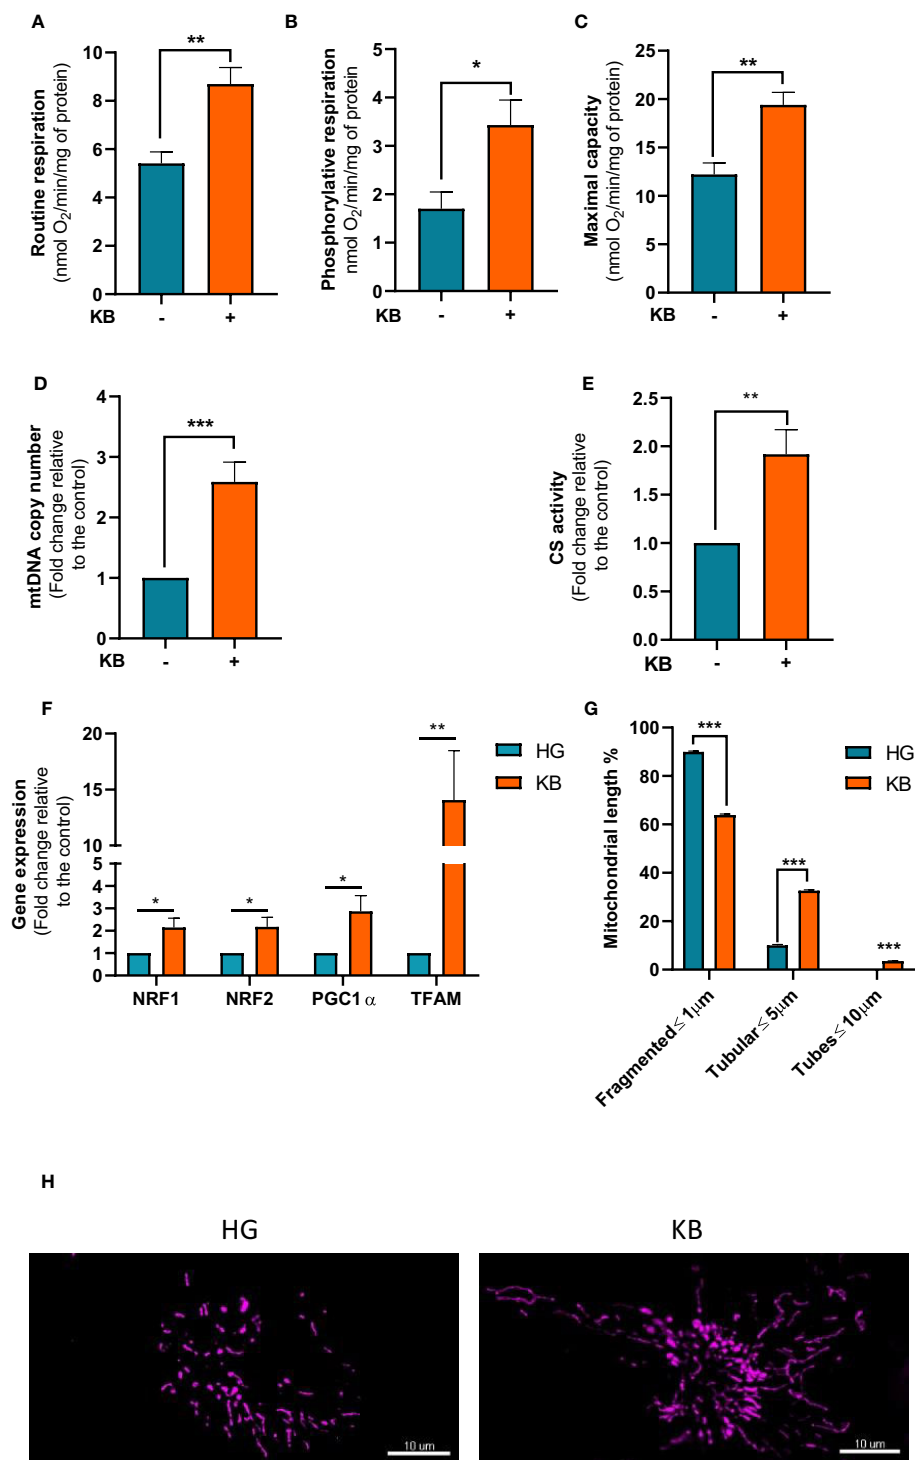 A
Routine respiration
(nmol O2/min/mg of protein)
10
8
6
4
2
0
**
KB
-
+
B
Phosphorylative respiration
nmol O2/min/mg of protein
5
4
3
2
1
0
*
KB
-
+
C
Maximal capacity
(nmol O2/min/mg of protein)
25
20
15
10
5
0
**
KB
-
+
D
mtDNA copy number
(Fold change relative
to the control)
4
3
2
1
0
***
KB
-
+
E
CS activity
(Fold change relative
to the control)
2.5
2.0
1.5
1.0
0.5
0.0
**
KB
-
+
F
Gene expression
(Fold change relative
to the control)
20
15
10
5
4
3
2
1
0
*
*
*
**
NRF1
NRF2
PGC1 α
TFAM
HG
KB
G
Mitochondrial length %
100
80
60
40
20
0
***
***
***
Fragmented ≤ 1μm
Tubular ≤ 5μm
Tubes ≤ 10μm
HG
KB
H
HG
KB
10 um
10 um